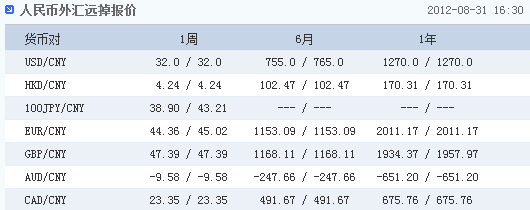 人民币外汇远掉报价 2012-08-31 16:30
货币对 1周 6月 1年
USD/CNY 32.0 / 32.0 755.0 / 765.0 1270.0 / 1270.0
HKD/CNY 4.24 / 4.24 102.47 / 102.47 170.31 / 170.31
100JPY/CNY 38.90 / 43.21 --- / --- --- / ---
EUR/CNY 44.36 / 45.02 1153.09 / 1153.09 2011.17 / 2011.17
GBP/CNY 47.39 / 47.39 1168.11 / 1168.11 1934.37 / 1957.97
AUD/CNY -9.58 / -9.58 -247.66 / -247.66 -651.20 / -651.20
CAD/CNY 23.35 / 23.35 491.67 / 491.67 675.76 / 675.76